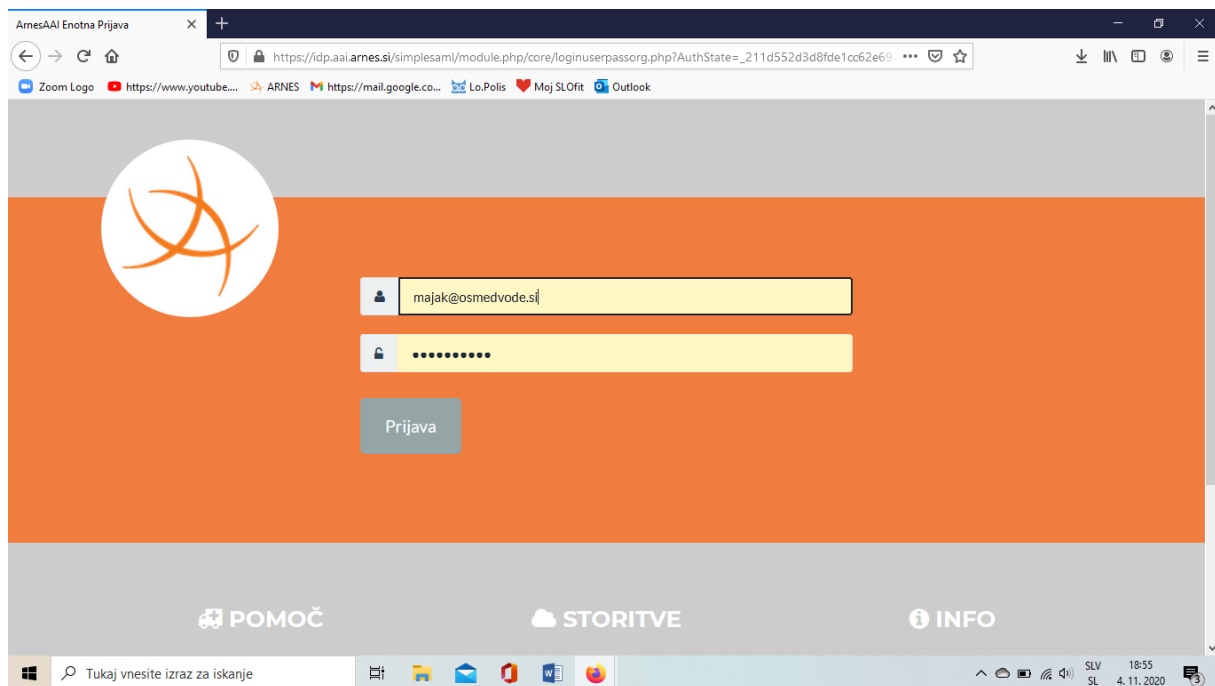 ArnesAAI Enotna Prijava
https://idp.aai.arnes.si/simplesaml/module.php/core/loginuserpassorg.php?AuthState=_211d552d3d8fde1cc62e69
Zoom Logo https://www.youtube.... ARNES https://mail.google.co... Lo.Polis Moj SLOfit Outlook
majak@osmedvode.si
Prijava
POMOČ STORITVE INFO
Tukaj vnesite izraz za iskanje
SLV 18:55
SL 4. 11. 2020
3